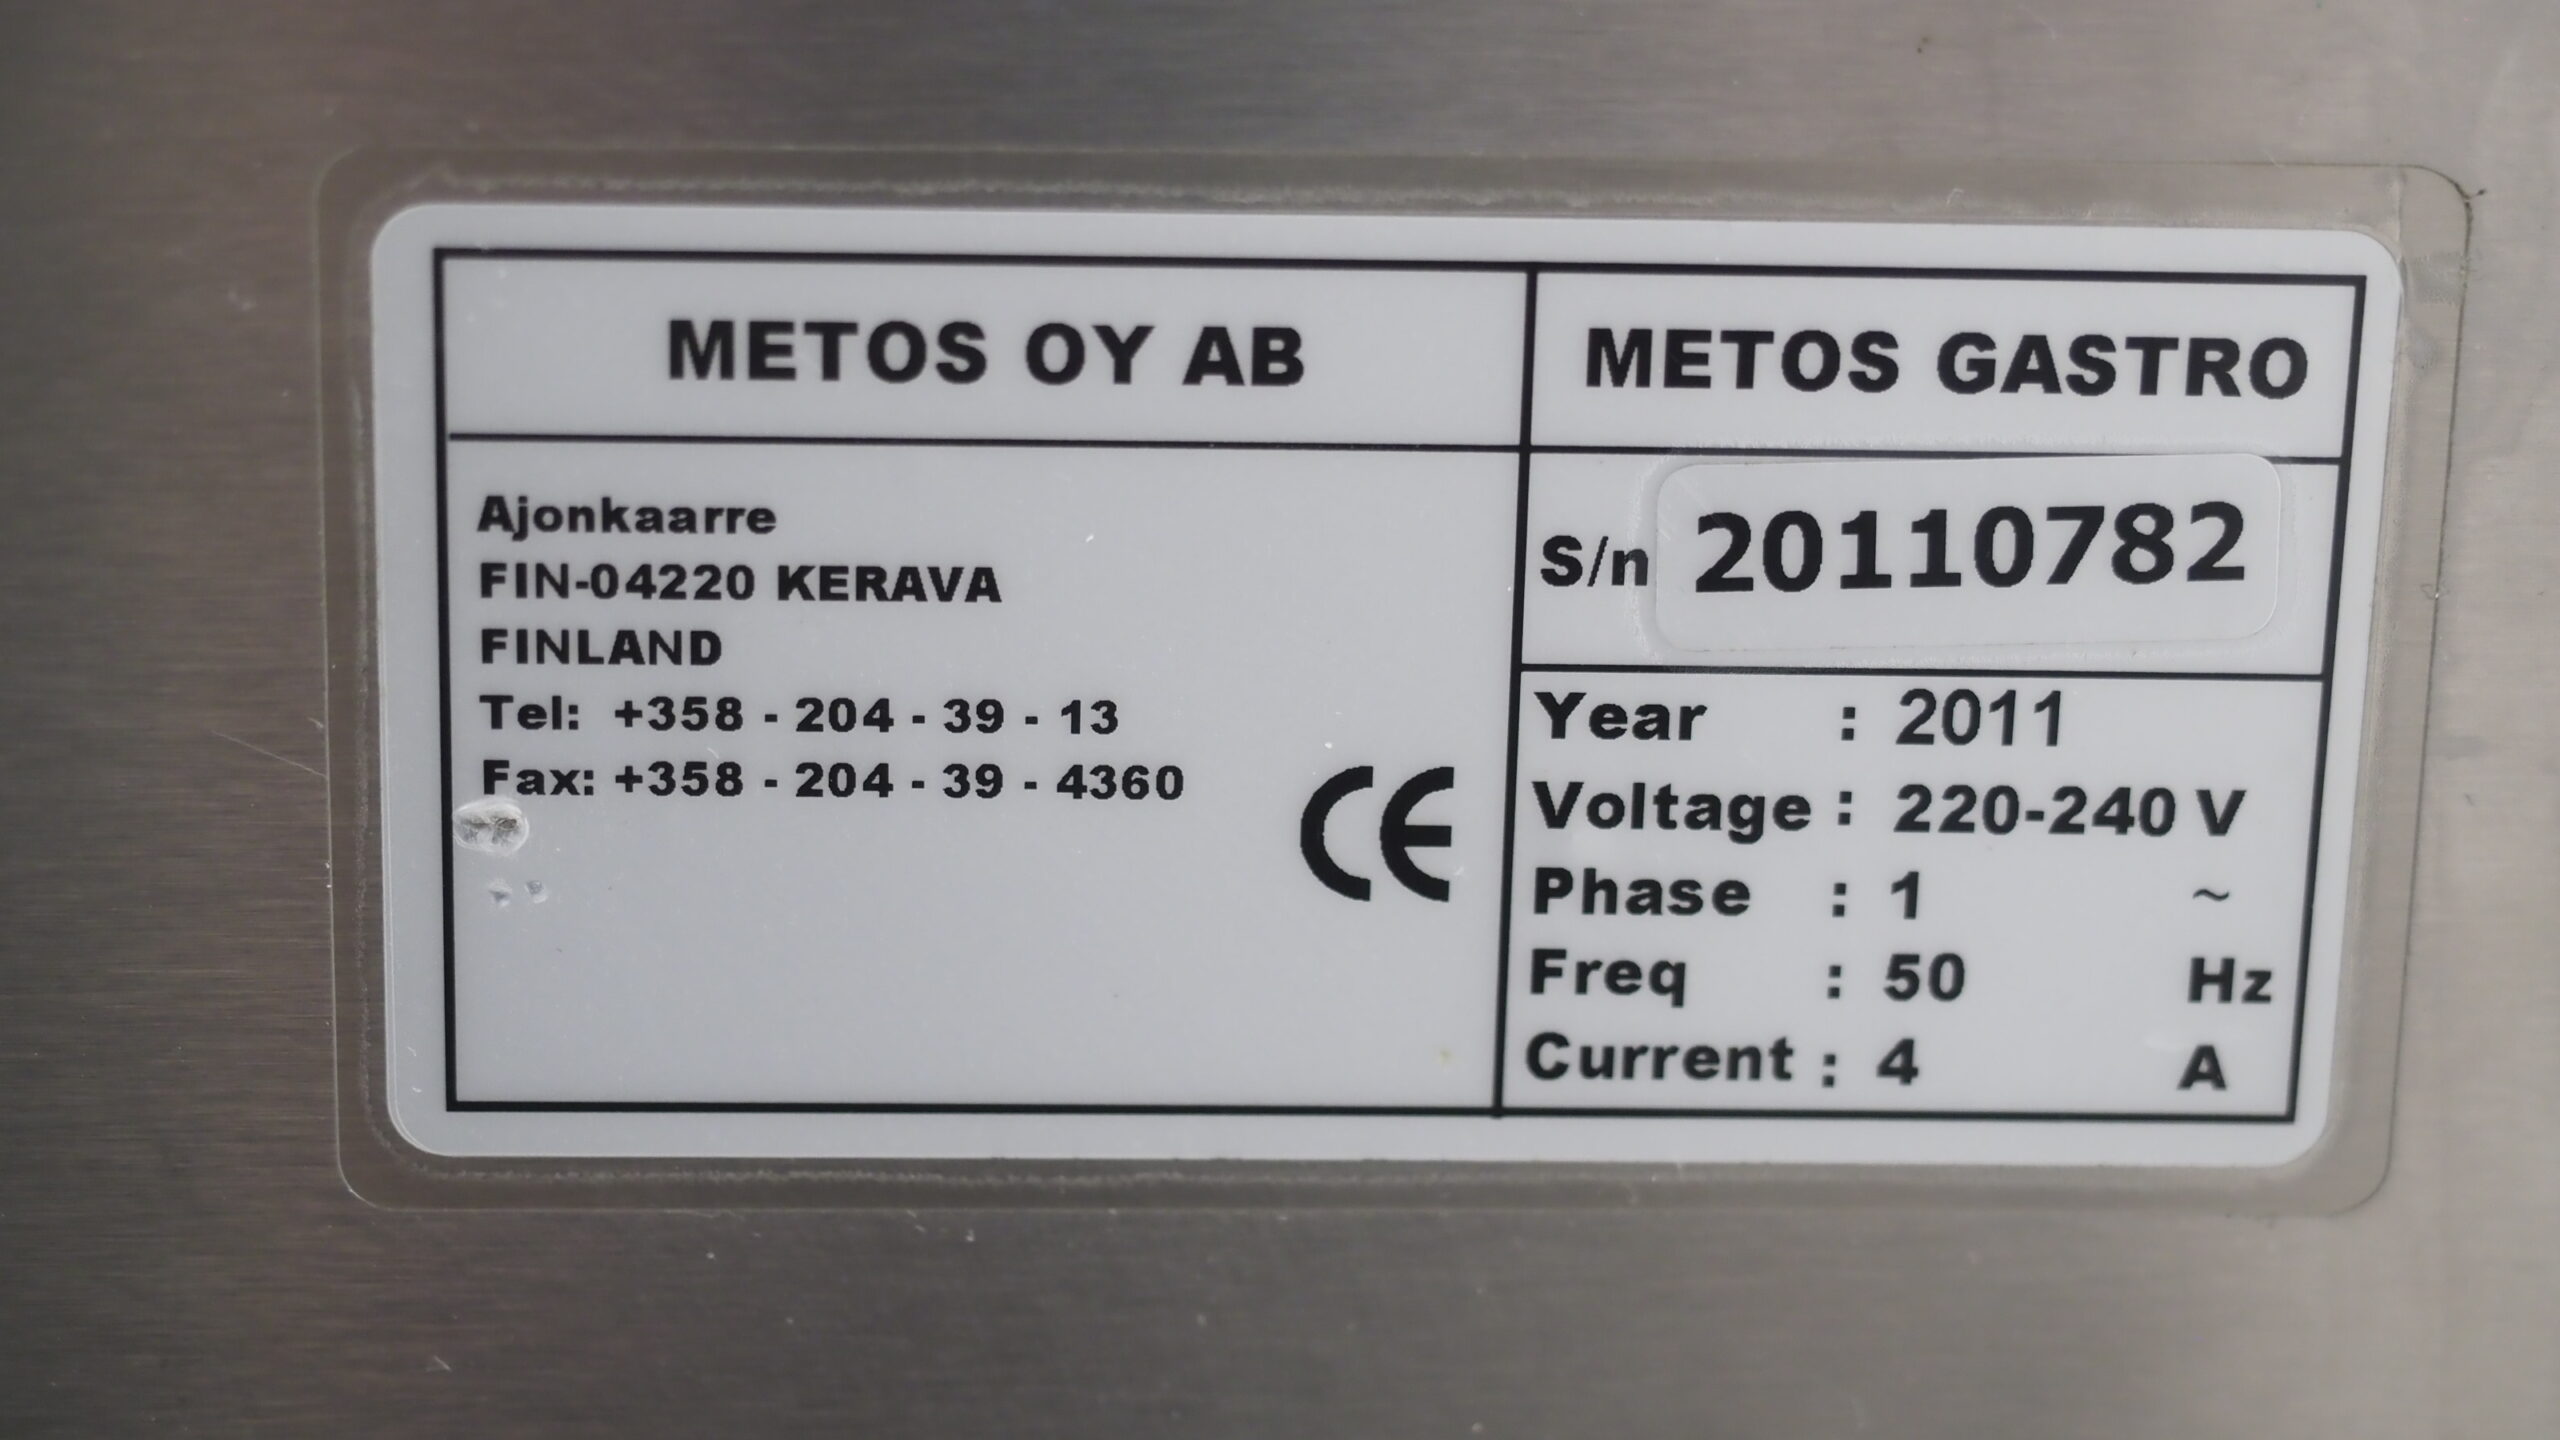 METOS OY AB
Ajonkaarre
FIN-04220 KERAVA
FINLAND
Tel: +358 - 204 - 39 - 13
Fax: +358 - 204 - 39 - 4360
CE
METOS GASTRO
S/n 20110782
Year : 2011
Voltage : 220-240 V
Phase : 1 ~
Freq : 50 Hz
Current : 4 A